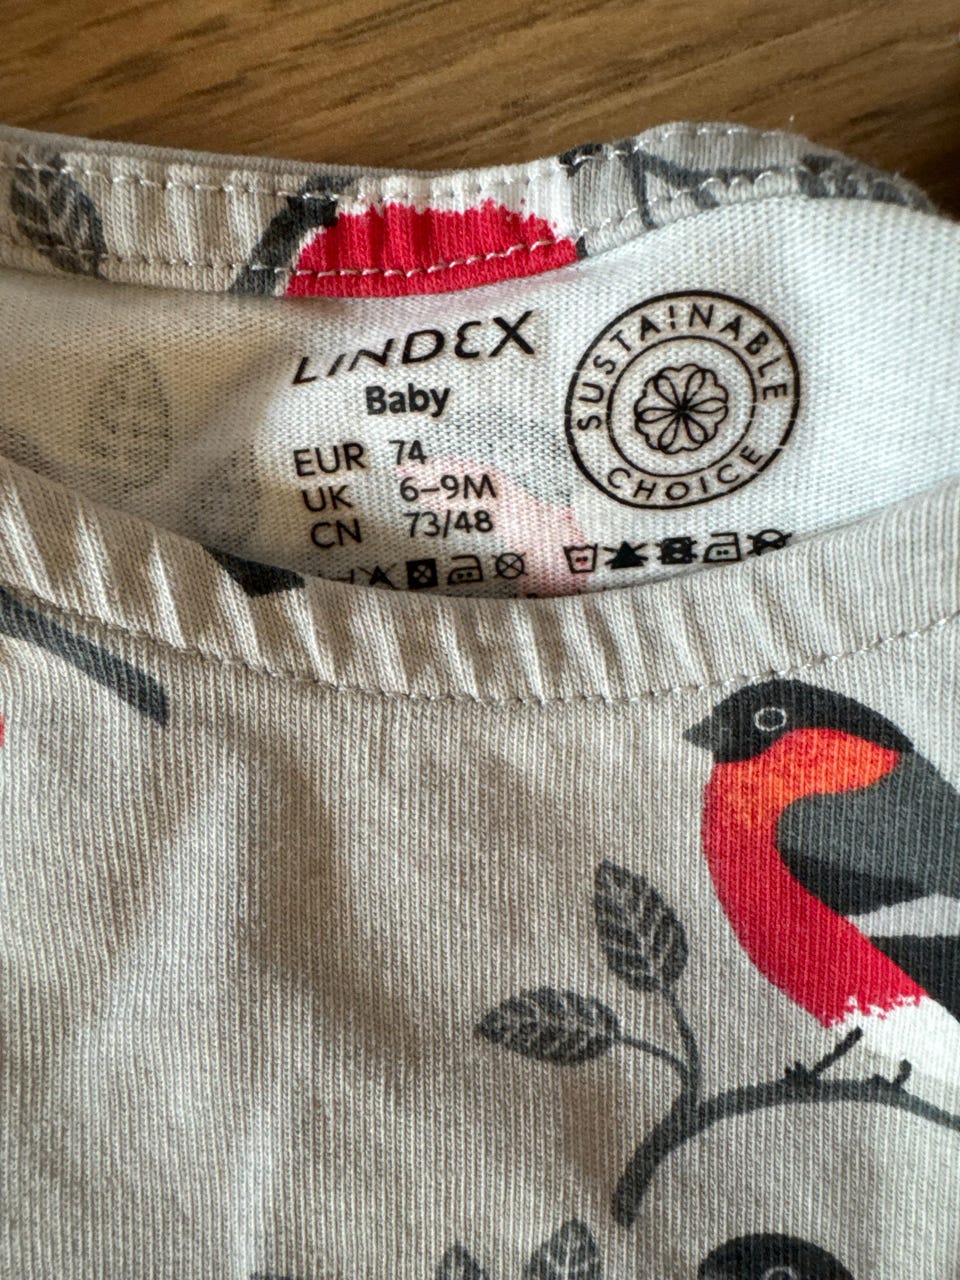 LINDEX
Baby
EUR 74
UK 6–9M
CN 73/48
SUSTAINABLE
CHOICE